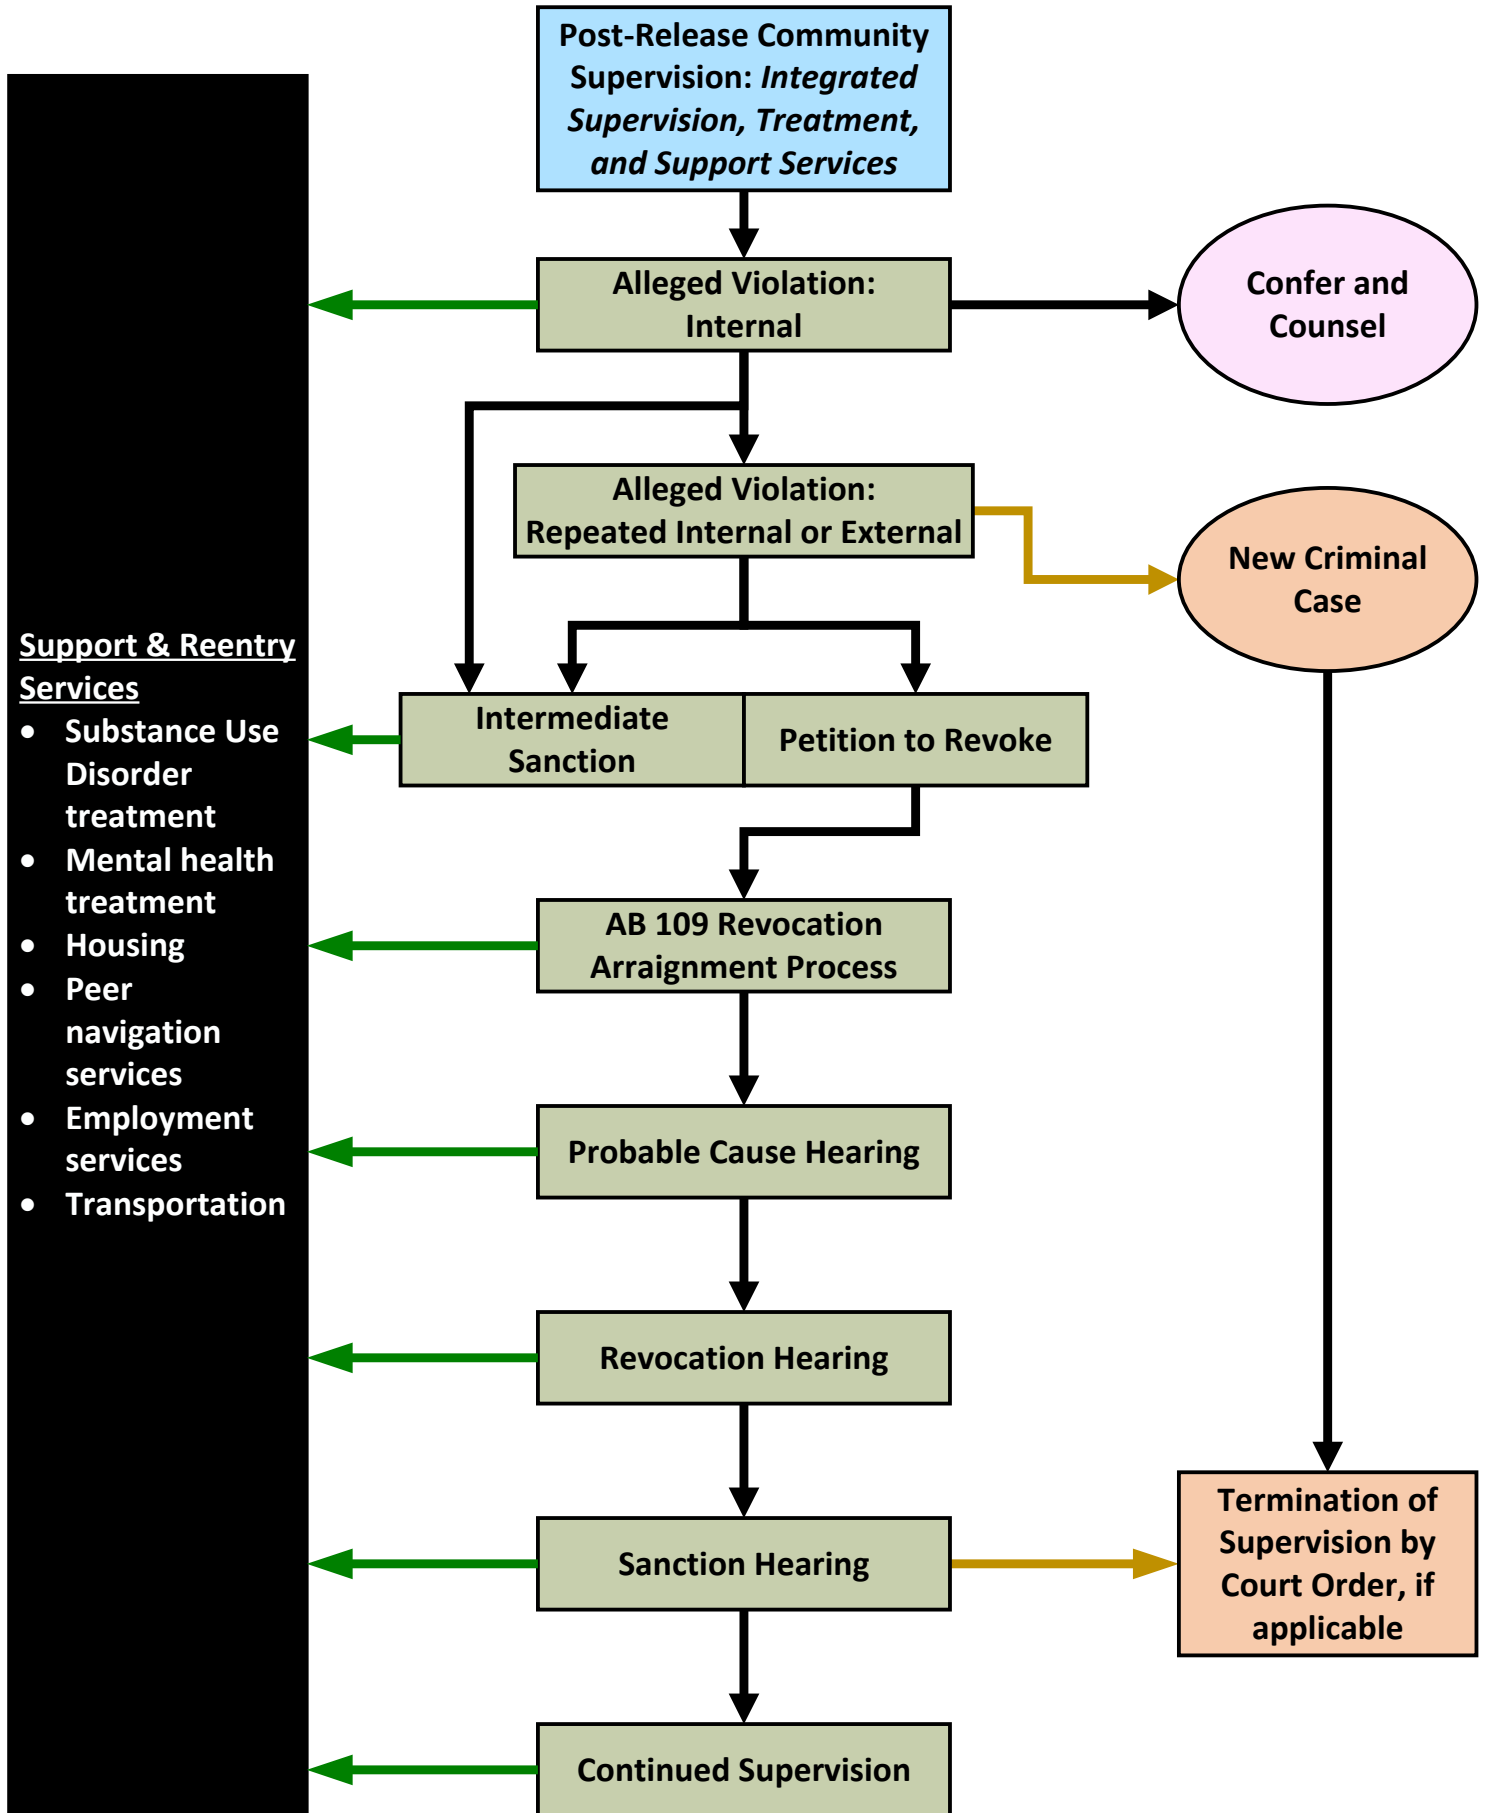 Post-Release Community
Supervision: Integrated
Supervision, Treatment,
and Support Services
Alleged Violation:
Internal
Confer and
Counsel
Alleged Violation:
Repeated Internal or External
New Criminal
Case
Support & Reentry
Services
• Substance Use
Disorder
treatment
• Mental health
treatment
• Housing
• Peer
navigation
services
• Employment
services
• Transportation
Intermediate
Sanction
Petition to Revoke
AB 109 Revocation
Arraignment Process
Probable Cause Hearing
Revocation Hearing
Sanction Hearing
Termination of
Supervision by
Court Order, if
applicable
Continued Supervision